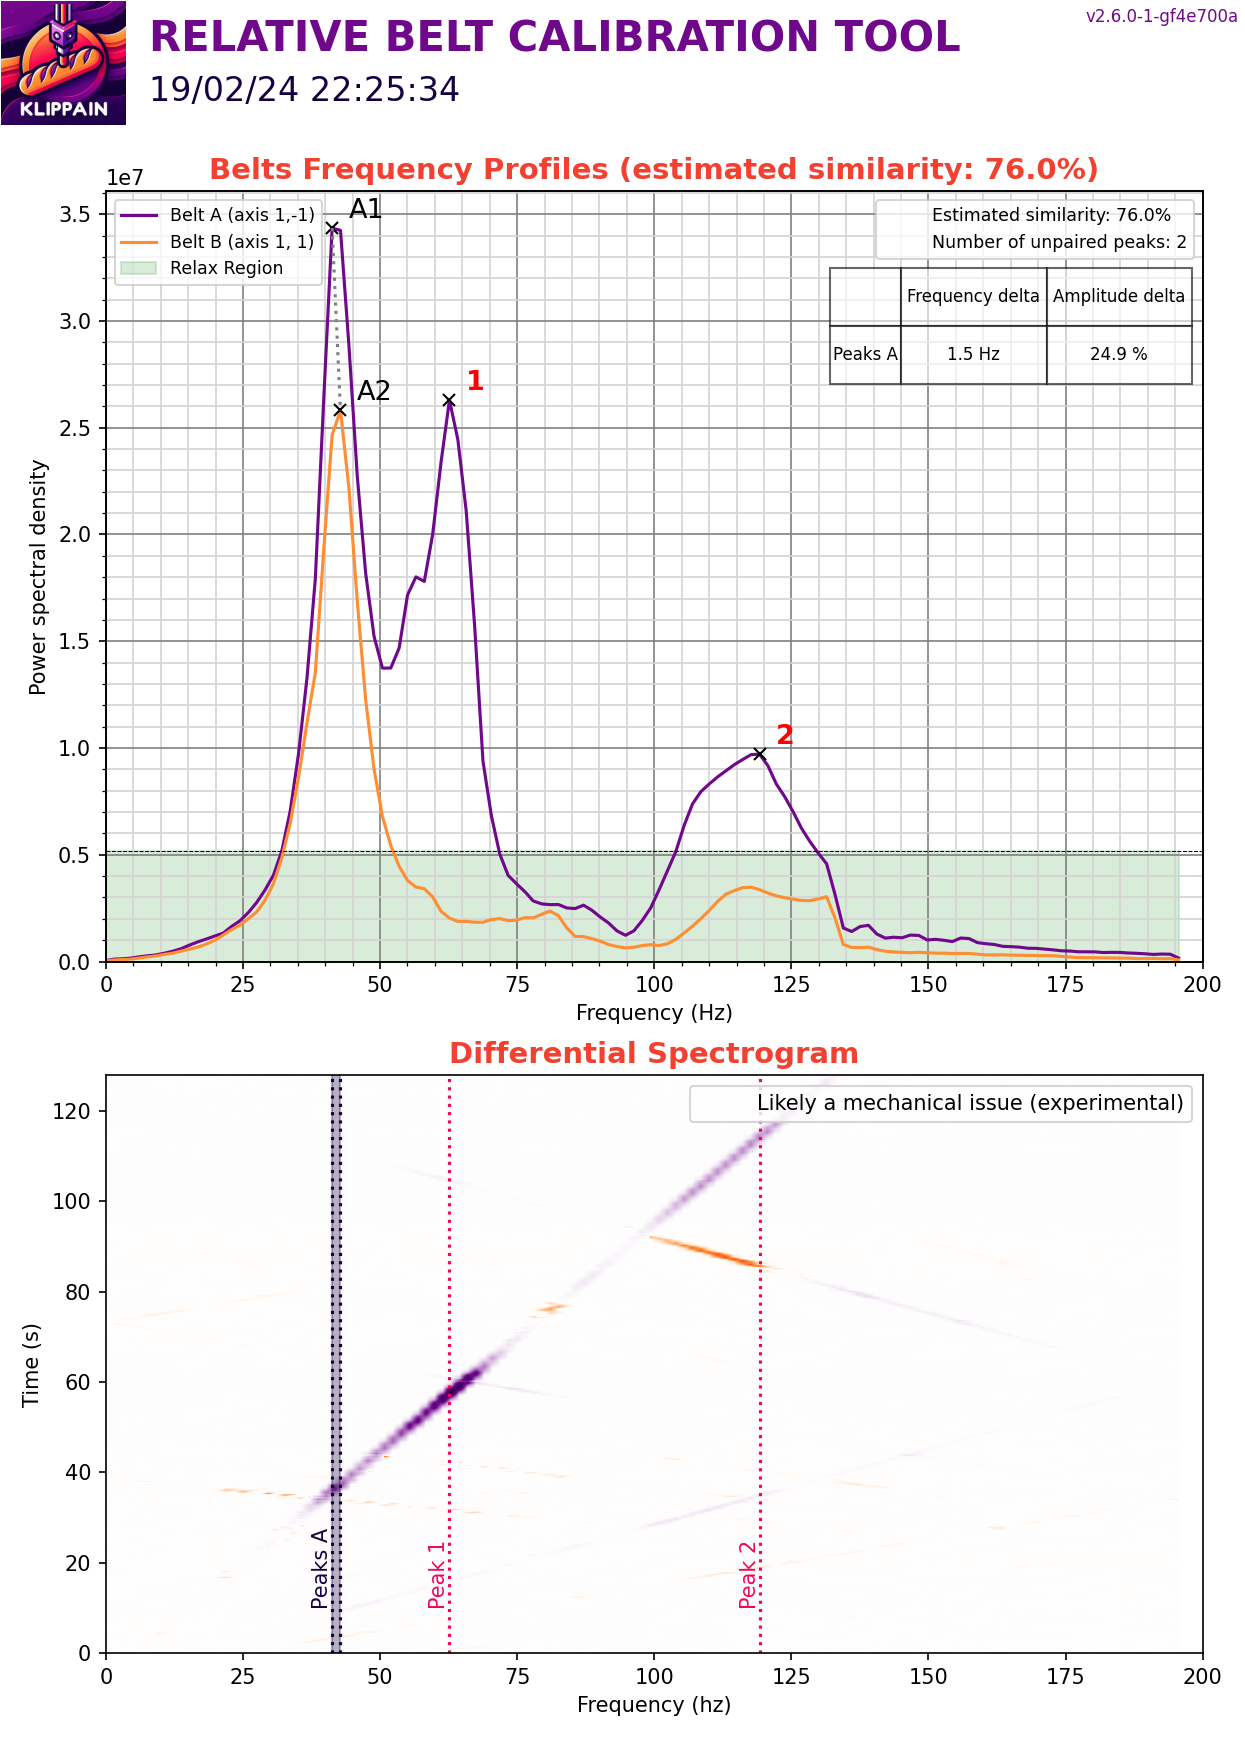 KLIPPAIN
RELATIVE BELT CALIBRATION TOOL
v2.6.0-1-gf4e700a
19/02/24 22:25:34
Belts Frequency Profiles (estimated similarity: 76.0%)
1e7
Belt A (axis 1,-1)
Belt B (axis 1, 1)
Relax Region
A1
Estimated similarity: 76.0%
Number of unpaired peaks: 2
Frequency delta Amplitude delta
Peaks A 1.5 Hz 24.9 %
A2
1
2
Power spectral density
3.5
3.0
2.5
2.0
1.5
1.0
0.5
0.0
0 25 50 75 100 125 150 175 200
Frequency (Hz)
Differential Spectrogram
Likely a mechanical issue (experimental)
Time (s)
120
100
80
60
40
20
0
Peaks A
Peak 1
Peak 2
0 25 50 75 100 125 150 175 200
Frequency (hz)